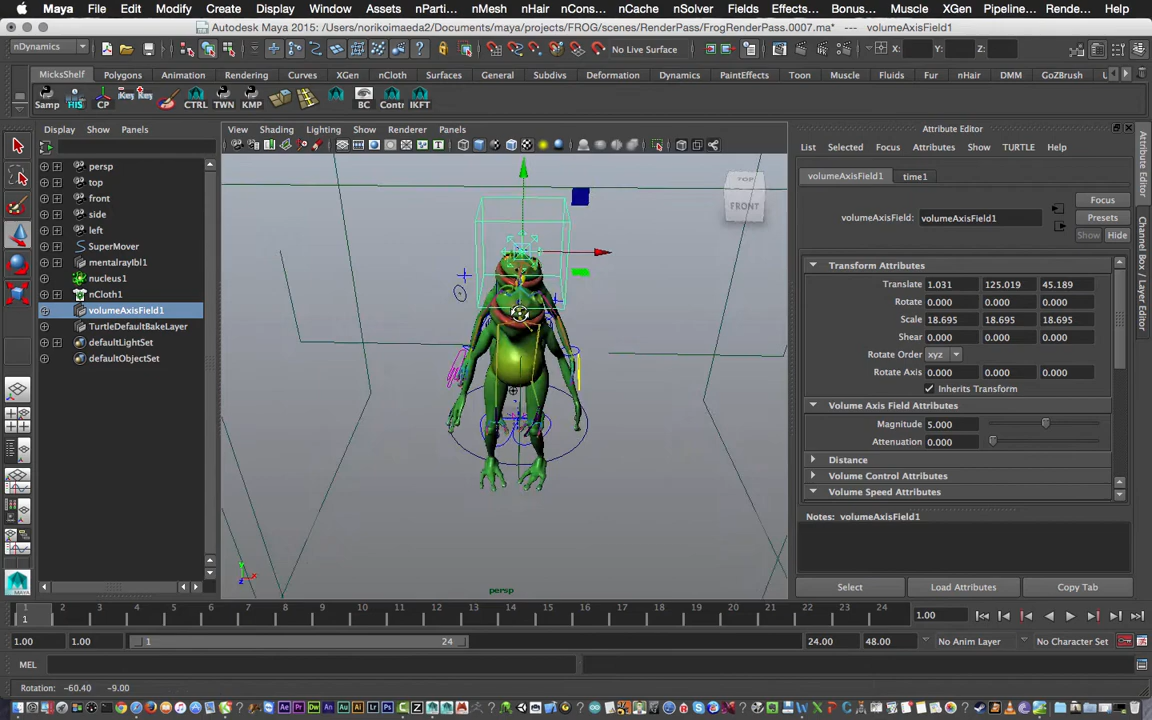 Maya File Edit Modify Create Display Window Assets nParti... nMesh nHair nCons... nCache nSolver Fields Effects... Bonus... Muscle XGen Pipeline... Rende... Help
Autodesk Maya 2015: /Users/norikoimaeda2/Documents/maya/projects/FROG/scenes/RenderPass/FrogRenderPass.0007.ma* --- volumeAxisField1
nDynamics No Live Surface X: Y: Z:
MicksShelf Polygons Animation Rendering Curves XGen nCloth Surfaces General Subdivs Deformation Dynamics PaintEffects Toon Muscle Fluids Fur nHair DMM GoZBrush
Samp HIS CP Key Key CTRL TWN KMP BC Contr IKFT
Display Show Panels
View Shading Lighting Show Renderer Panels
Attribute Editor
List Selected Focus Attributes Show TURTLE Help
persp
top
front
side
left
SuperMover
mentalrayIbl1
nucleus1
nCloth1
volumeAxisField1
TurtleDefaultBakeLayer
defaultLightSet
defaultObjectSet
TOP
FRONT
persp
volumeAxisField1 time1
volumeAxisField: volumeAxisField1
Focus
Presets
Show Hide
Transform Attributes
Translate 1.031 125.019 45.189
Rotate 0.000 0.000 0.000
Scale 18.695 18.695 18.695
Shear 0.000 0.000 0.000
Rotate Order xyz
Rotate Axis 0.000 0.000 0.000
Inherits Transform
Volume Axis Field Attributes
Magnitude 5.000
Attenuation 0.000
Distance
Volume Control Attributes
Volume Speed Attributes
Notes: volumeAxisField1
Select Load Attributes Copy Tab
Attribute Editor
Channel Box / Layer Editor
1 2 3 4 5 6 7 8 9 10 11 12 13 14 15 16 17 18 19 20 21 22 23 24
1 1.00
1.00 1.00 1 24 24.00 48.00 No Anim Layer No Character Set
MEL
Rotation: -60.40 -9.00